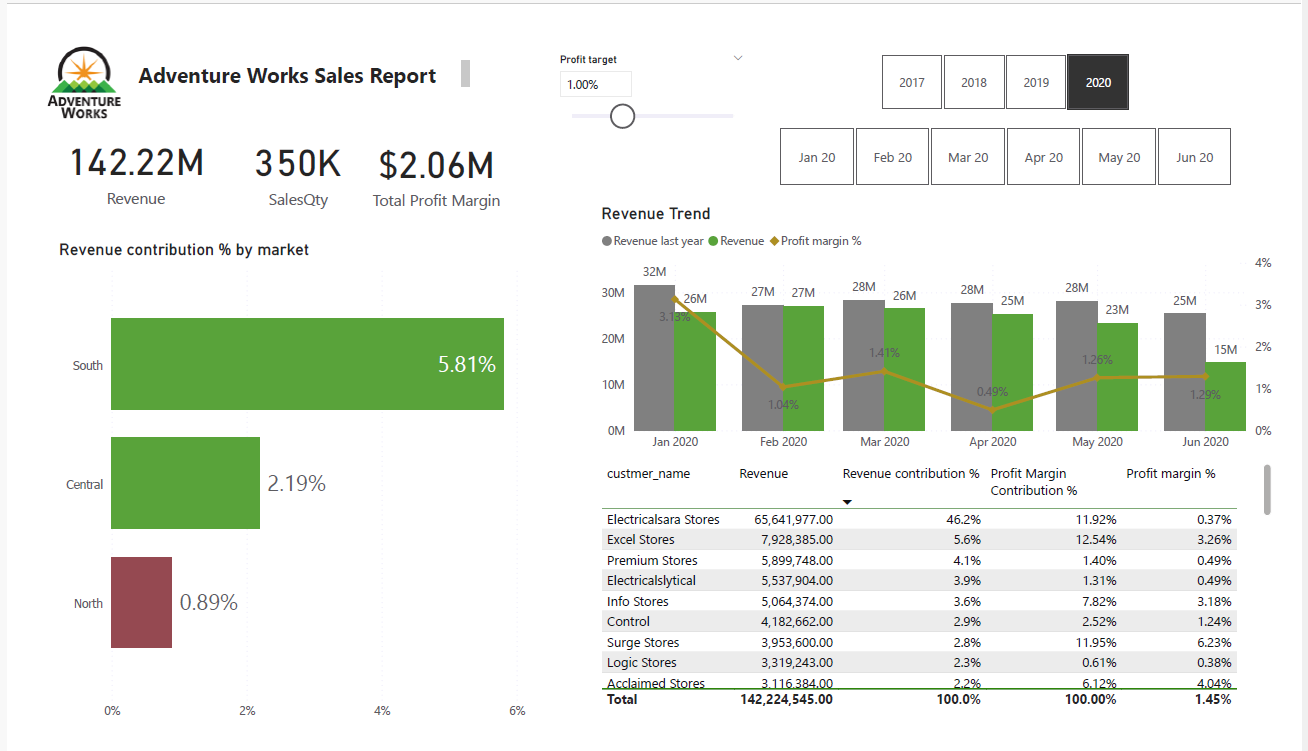 ADVENTURE
WORKS
Adventure Works Sales Report
Profit target
1.00%
2017 2018 2019 2020
Jan 20 Feb 20 Mar 20 Apr 20 May 20 Jun 20
142.22M 350K $2.06M
Revenue SalesQty Total Profit Margin
Revenue contribution % by market
South 5.81%
Central 2.19%
North 0.89%
0% 2% 4% 6%
Revenue Trend
Revenue last year Revenue Profit margin %
30M
20M
10M
0M
4%
3%
2%
1%
0%
32M 26M 27M 27M 28M 26M 28M 25M 28M 23M 25M 15M
3.13% 1.04% 1.41% 0.49% 1.26% 1.29%
Jan 2020 Feb 2020 Mar 2020 Apr 2020 May 2020 Jun 2020
custmer_name Revenue Revenue contribution % Profit Margin Profit margin %
Contribution %
Electricalsara Stores 65,641,977.00 46.2% 11.92% 0.37%
Excel Stores 7,928,385.00 5.6% 12.54% 3.26%
Premium Stores 5,899,748.00 4.1% 1.40% 0.49%
Electricalslytical 5,537,904.00 3.9% 1.31% 0.49%
Info Stores 5,064,374.00 3.6% 7.82% 3.18%
Control 4,182,662.00 2.9% 2.52% 1.24%
Surge Stores 3,953,600.00 2.8% 11.95% 6.23%
Logic Stores 3,319,243.00 2.3% 0.61% 0.38%
Acclaimed Stores 3,116,384.00 2.2% 6.12% 4.04%
Total 142,224,545.00 100.0% 100.00% 1.45%